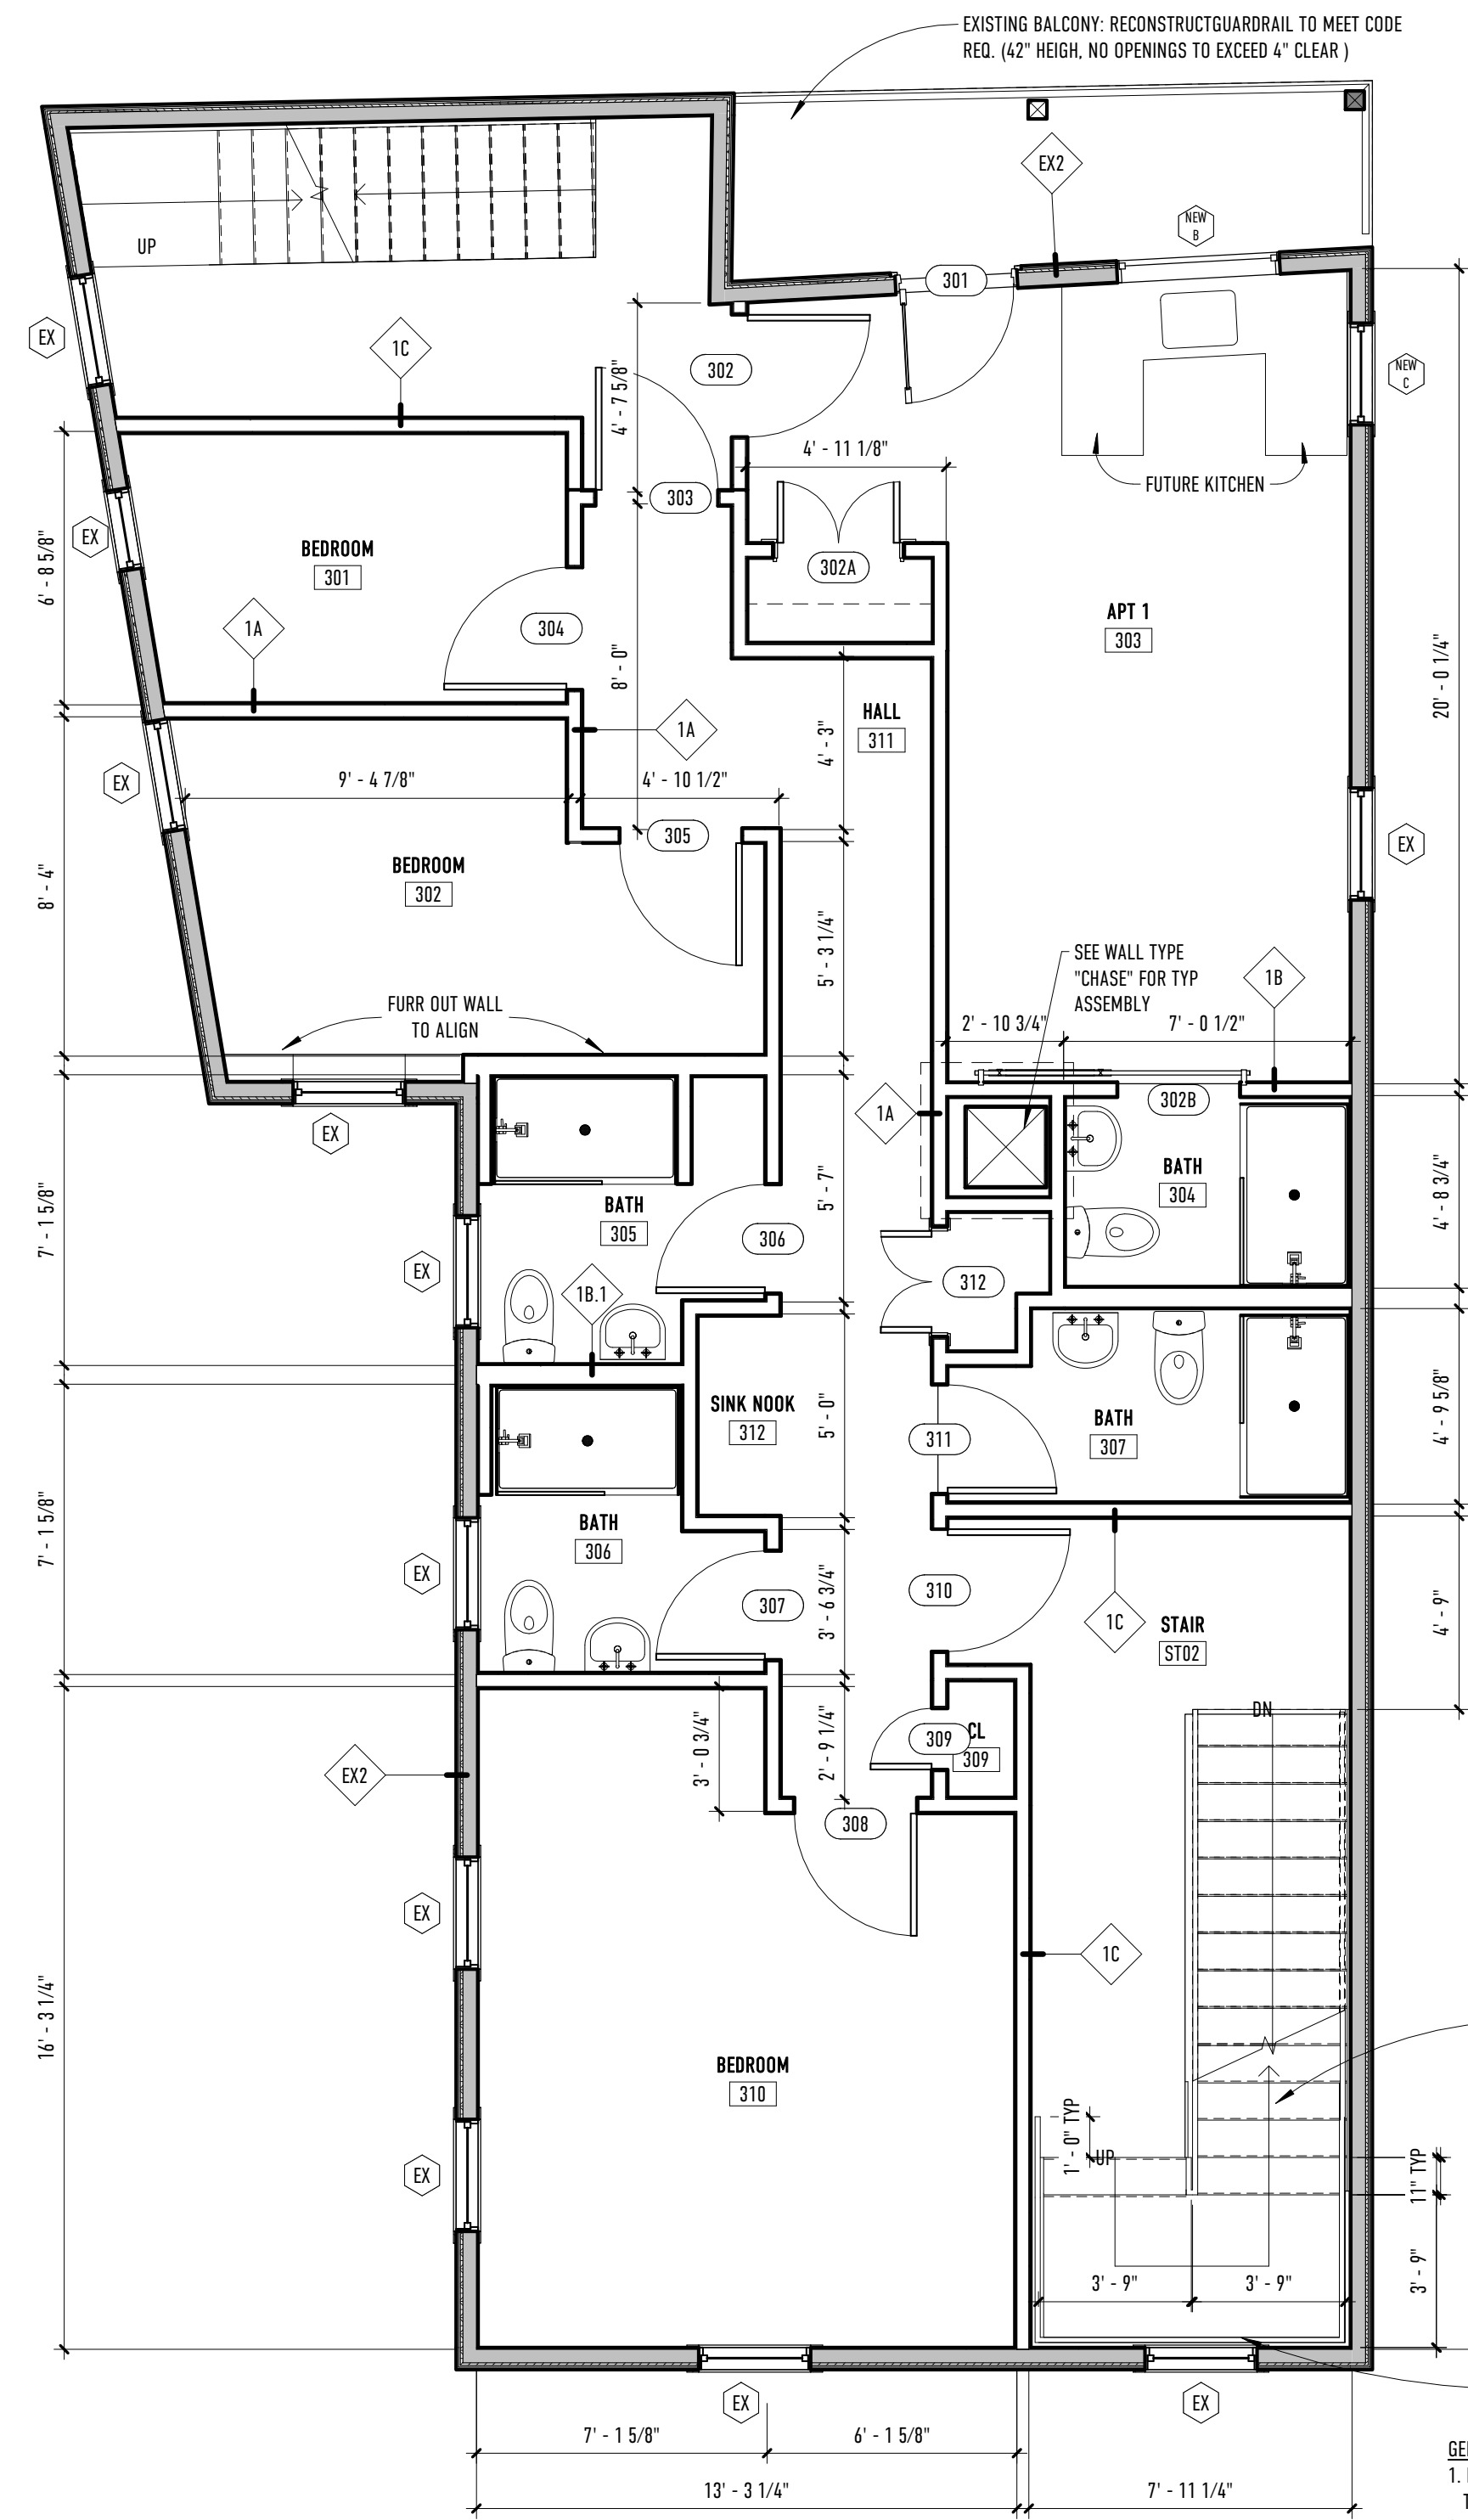 EXISTING BALCONY: RECONSTRUCTGUARDRAIL TO MEET CODE
REQ. (42" HEIGH, NO OPENINGS TO EXCEED 4" CLEAR )
EX2
NEW
B
UP
301
EX
1C
302
4' - 7 5/8"
NEW
C
4' - 11 1/8"
FUTURE KITCHEN
303
EX
BEDROOM
301
6' - 8 5/8"
302A
304
1A
APT 1
303
8' - 0"
20' - 0 1/4"
HALL
311
1A
4' - 3"
EX
9' - 4 7/8"
4' - 10 1/2"
305
EX
BEDROOM
302
8' - 4"
5' - 3 1/4"
SEE WALL TYPE
"CHASE" FOR TYP
ASSEMBLY
1B
FURR OUT WALL
TO ALIGN
2' - 10 3/4"
7' - 0 1/2"
302B
1A
EX
BATH
304
5' - 7"
4' - 8 3/4"
BATH
305
7' - 1 5/8"
306
EX
312
1B.1
SINK NOOK
312
5' - 0"
311
BATH
307
4' - 9 5/8"
BATH
306
7' - 1 5/8"
EX
307
3' - 6 3/4"
310
1C
STAIR
ST02
4' - 9"
DN
3' - 0 3/4"
2' - 9 1/4"
309
CL
309
EX2
308
EX
1C
16' - 3 1/4"
BEDROOM
310
1' - 0" TYP
UP
EX
11" TYP
3' - 9"
3' - 9"
3' - 9"
EX
EX
7' - 1 5/8"
6' - 1 5/8"
13' - 3 1/4"
7' - 11 1/4"
1.